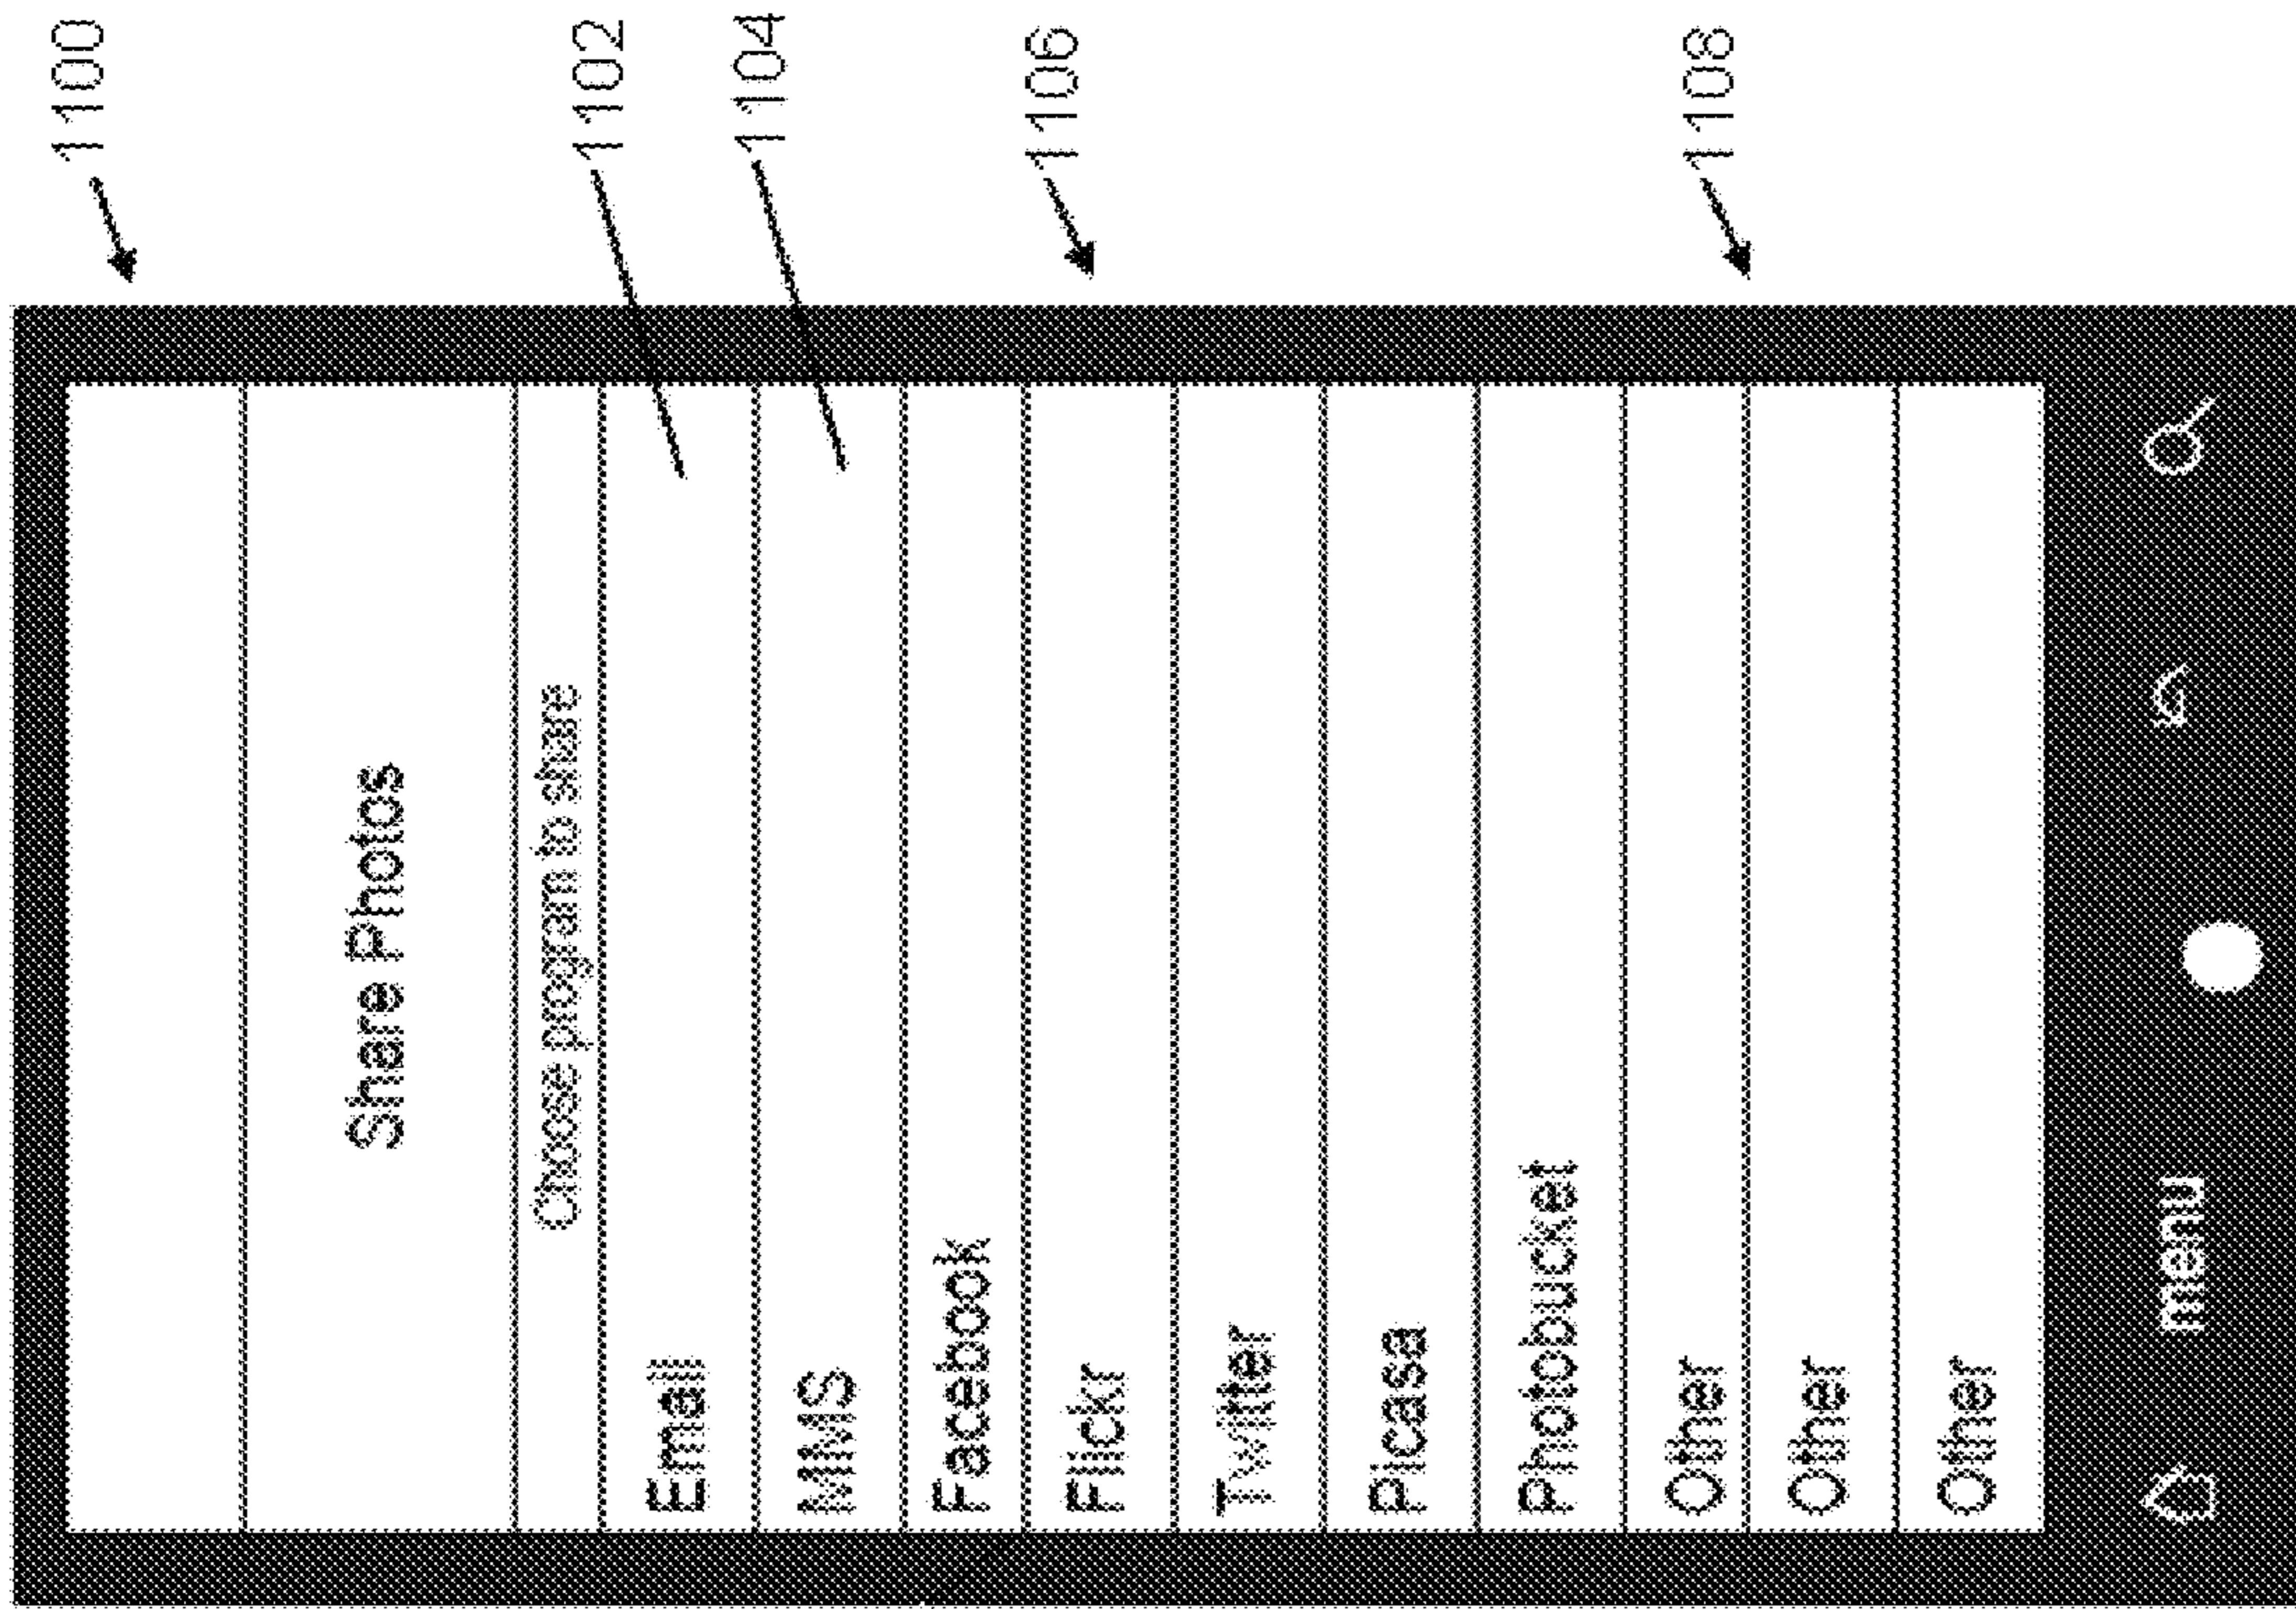 1100
Share Photos
Choose program to share
Email
1102
MMS
1104
Facebook
Flickr
1106
Twitter
Picasa
Photobucket
Other
Other
1108
Other
menu